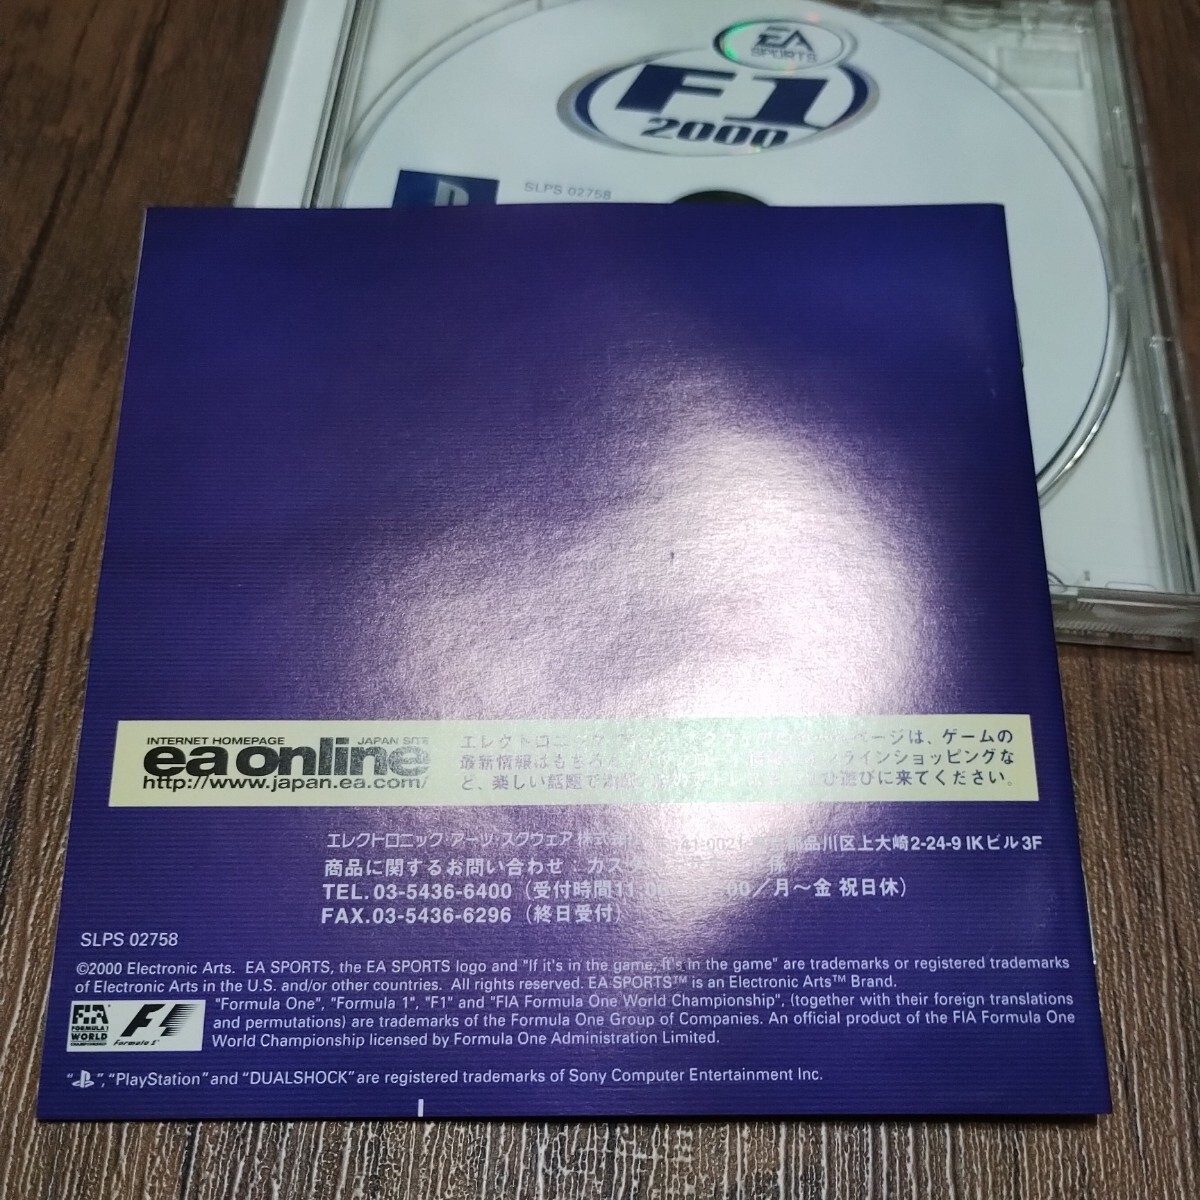 EA
SPORTS
F1
2000
SLPS 02758
INTERNET HOMEPAGE JAPAN SITE
ea online
http://www.japan.ea.com/
エレクトロニック ページは、ゲームの
最新情報はもちろん ラインショッピングな
ど、楽しい話題で び遊びに来てください。
エレクトロニック・アーツ・スクウェア株式会社 品川区上大崎2-24-9 IKビル3F
商品に関するお問い合わせ：
TEL. 03-5436-6400（受付時間11: 00／月～金 祝日休）
FAX. 03-5436-6296（終日受付）
SLPS 02758
©2000 Electronic Arts. EA SPORTS, the EA SPORTS logo and "If it's in the game, it's in the game" are trademarks or registered trademarks
of Electronic Arts in the U.S. and/or other countries. All rights reserved. EA SPORTS™ is an Electronic Arts™ Brand.
FIA
FORMULA 1
WORLD
CHAMPIONSHIP
F1
Formula 1
"Formula One", "Formula 1", "F1" and "FIA Formula One World Championship", (together with their foreign translations
and permutations) are trademarks of the Formula One Group of Companies. An official product of the FIA Formula One
World Championship licensed by Formula One Administration Limited.
" ", "PlayStation" and "DUALSHOCK" are registered trademarks of Sony Computer Entertainment Inc.